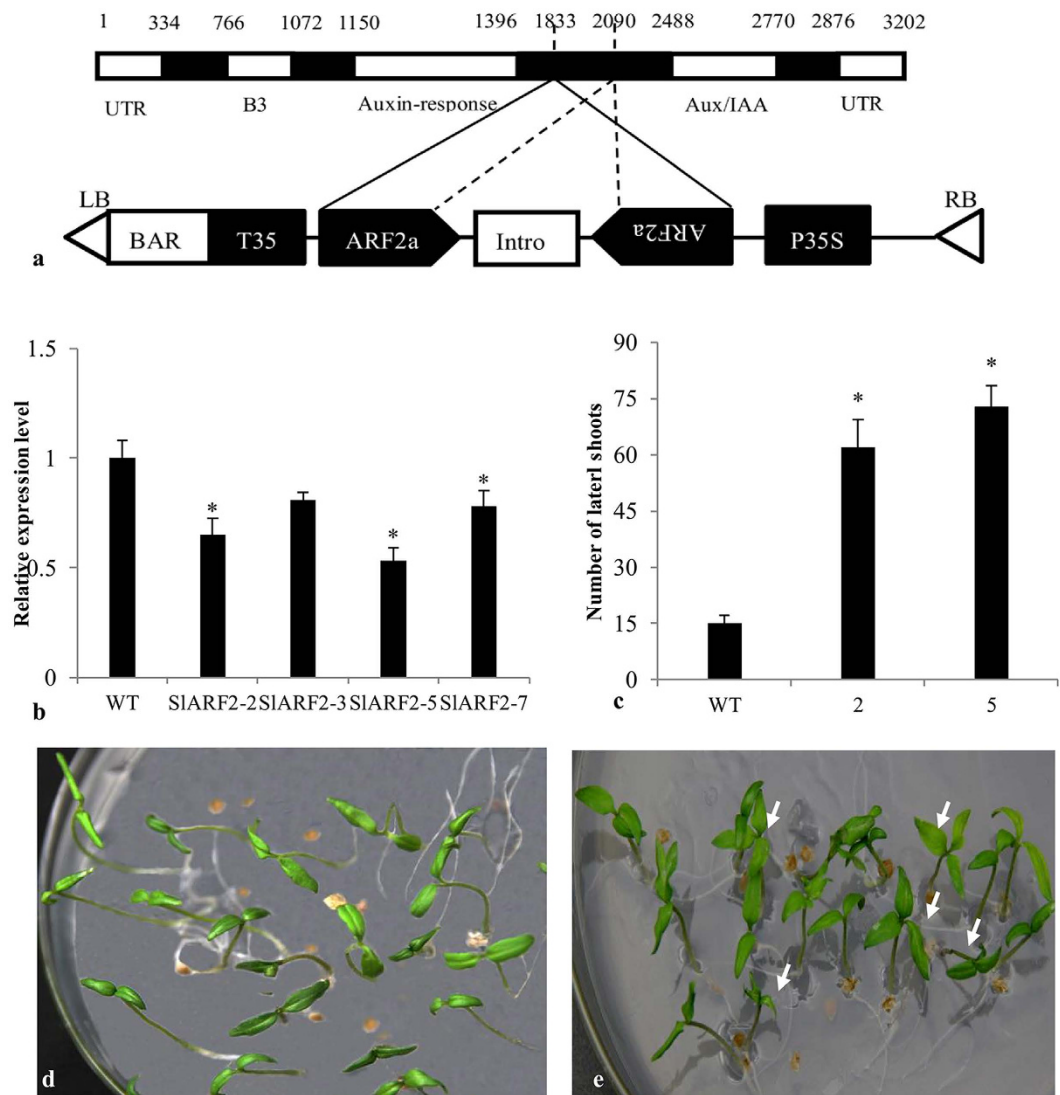 1 334 766 1072 1150 1396 1833 2090 2488 2770 2876 3202
UTR B3 Auxin-response Aux/IAA UTR
LB RB
BAR T35 ARF2a Intro ARF2a P35S
a
Relative expression level
1.5
1
0.5
0
*
*
*
WT SlARF2-2 SlARF2-3 SlARF2-5 SlARF2-7
b
Number of laterl shoots
90
75
60
45
30
15
0
*
*
WT 2 5
c
d
e